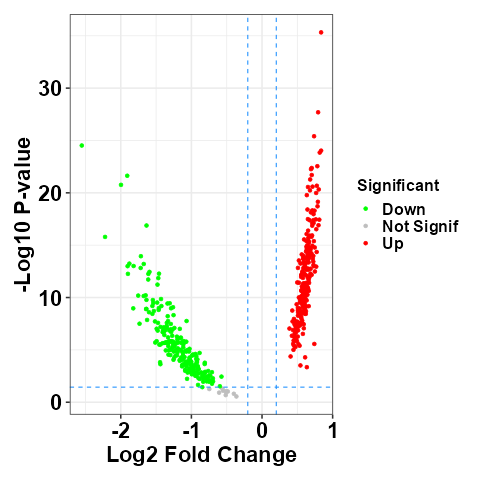 -Log10 P-value
30
20
10
0
-2
-1
0
1
Log2 Fold Change
Significant
Down
Not Signif
Up